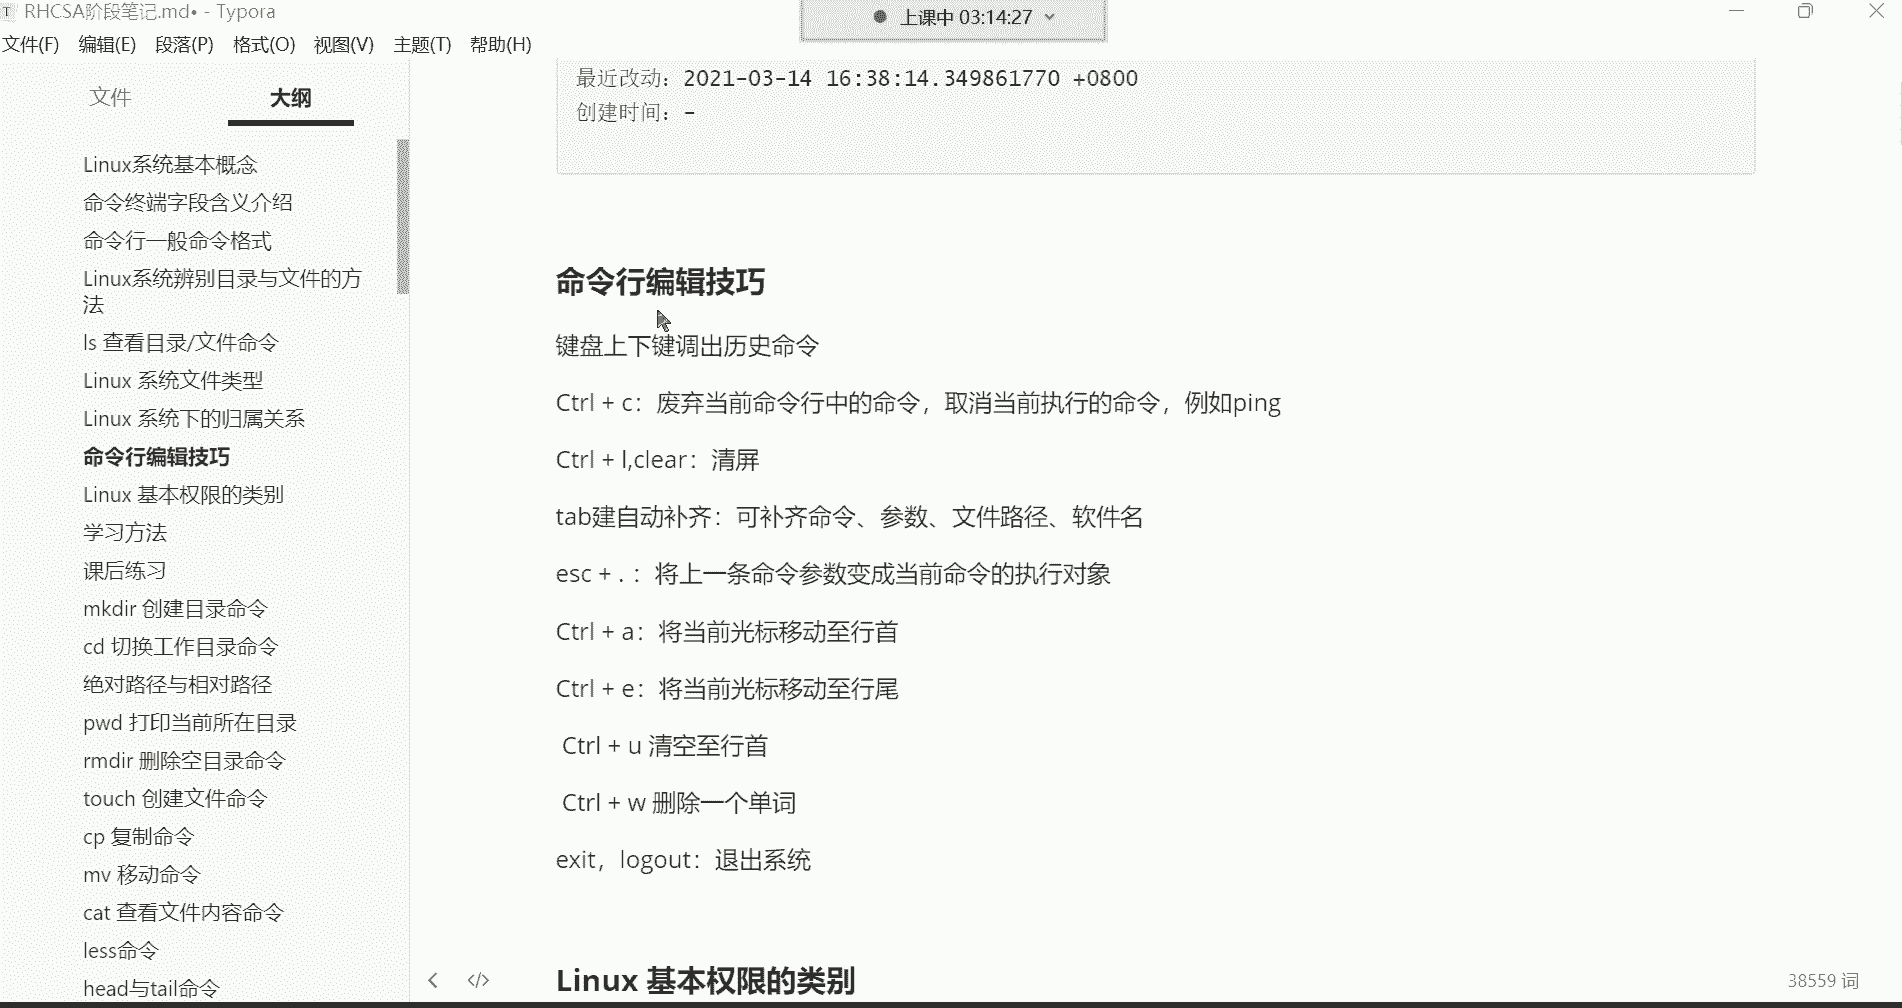 RHCSA阶段笔记.md• - Typora
上课中 03:14:27
文件(F) 编辑(E) 段落(P) 格式(O) 视图(V) 主题(T) 帮助(H)
文件 大纲
Linux系统基本概念
命令终端字段含义介绍
命令行一般命令格式
Linux系统辨别目录与文件的方
法
ls 查看目录/文件命令
Linux 系统文件类型
Linux 系统下的归属关系
命令行编辑技巧
Linux 基本权限的类别
学习方法
课后练习
mkdir 创建目录命令
cd 切换工作目录命令
绝对路径与相对路径
pwd 打印当前所在目录
rmdir 删除空目录命令
touch 创建文件命令
cp 复制命令
mv 移动命令
cat 查看文件内容命令
less命令
head与tail命令
最近改动：2021-03-14 16:38:14.349861770 +0800
创建时间：-
命令行编辑技巧
键盘上下键调出历史命令
Ctrl + c：废弃当前命令行中的命令，取消当前执行的命令，例如ping
Ctrl + l,clear：清屏
tab建自动补齐：可补齐命令、参数、文件路径、软件名
esc + . ：将上一条命令参数变成当前命令的执行对象
Ctrl + a：将当前光标移动至行首
Ctrl + e：将当前光标移动至行尾
Ctrl + u 清空至行首
Ctrl + w 删除一个单词
exit，logout：退出系统
Linux 基本权限的类别
38559 词